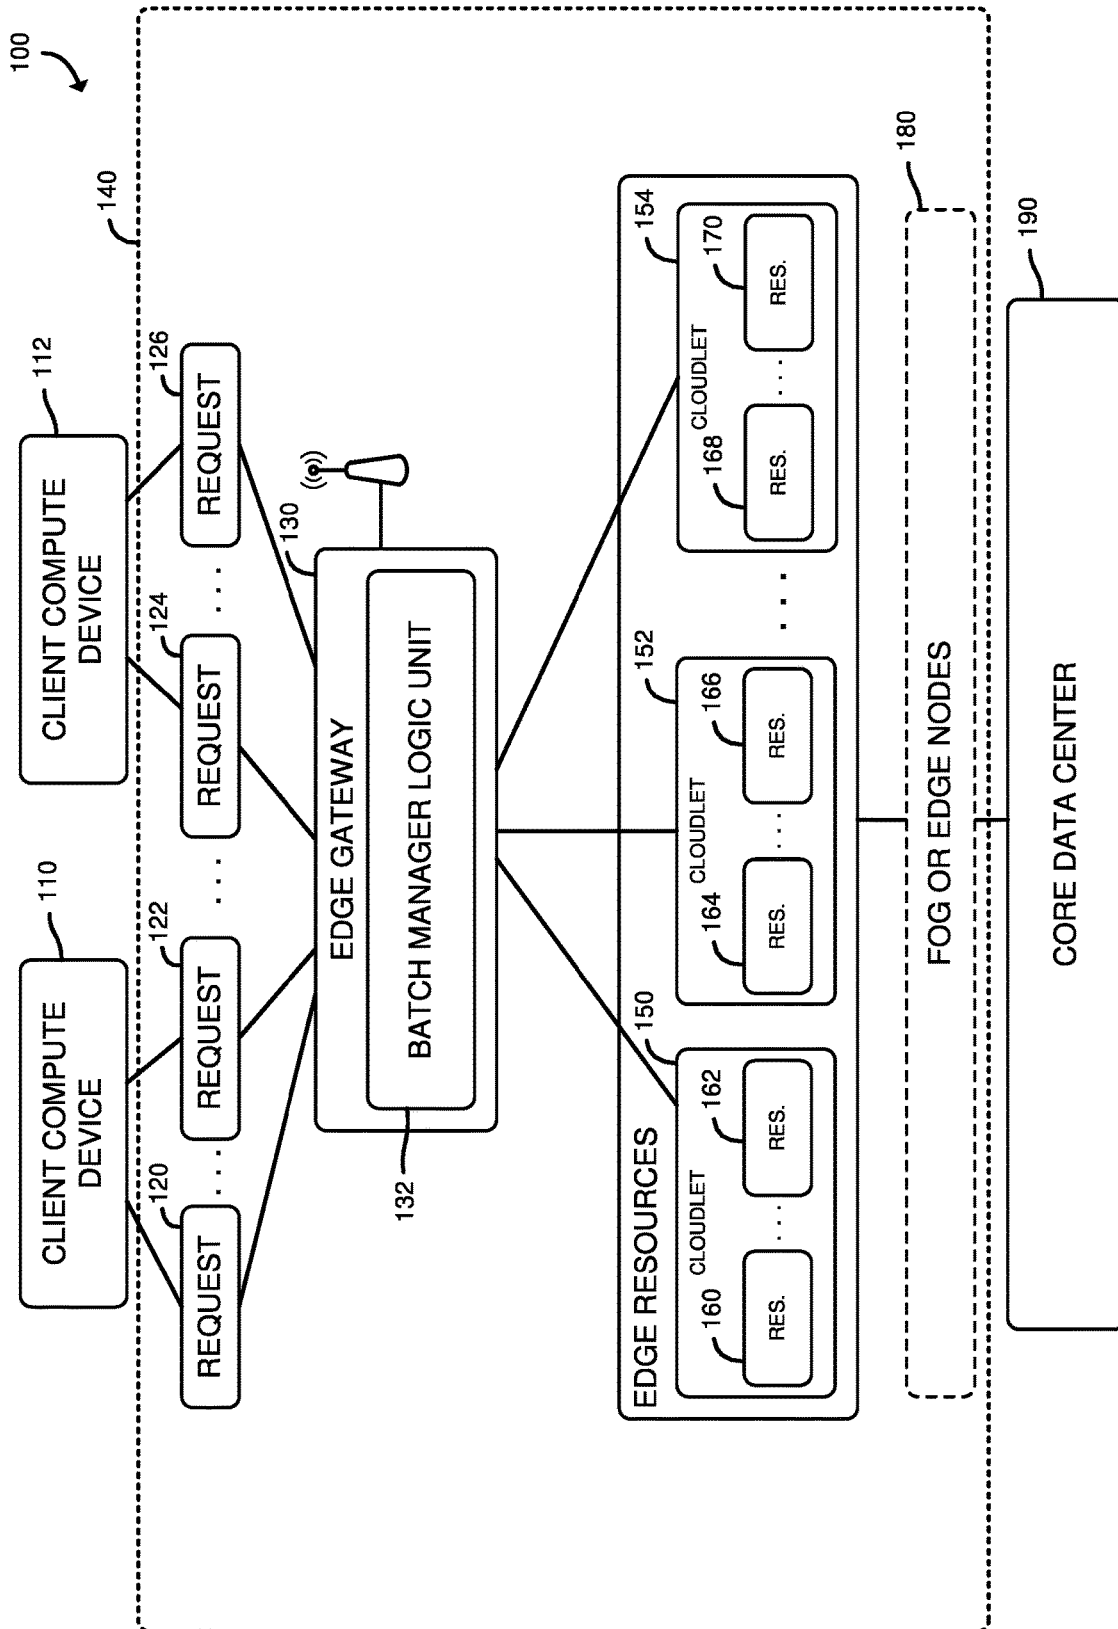 100
140
110
CLIENT COMPUTE
DEVICE
112
CLIENT COMPUTE
DEVICE
120
REQUEST
. . .
122
REQUEST
. . .
124
REQUEST
. . .
126
REQUEST
130
EDGE GATEWAY
132
BATCH MANAGER LOGIC UNIT
EDGE RESOURCES
150
CLOUDLET
160
RES.
. . .
162
RES.
152
CLOUDLET
164
RES.
. . .
166
RES.
. . .
154
CLOUDLET
168
RES.
. . .
170
RES.
180
FOG OR EDGE NODES
190
CORE DATA CENTER